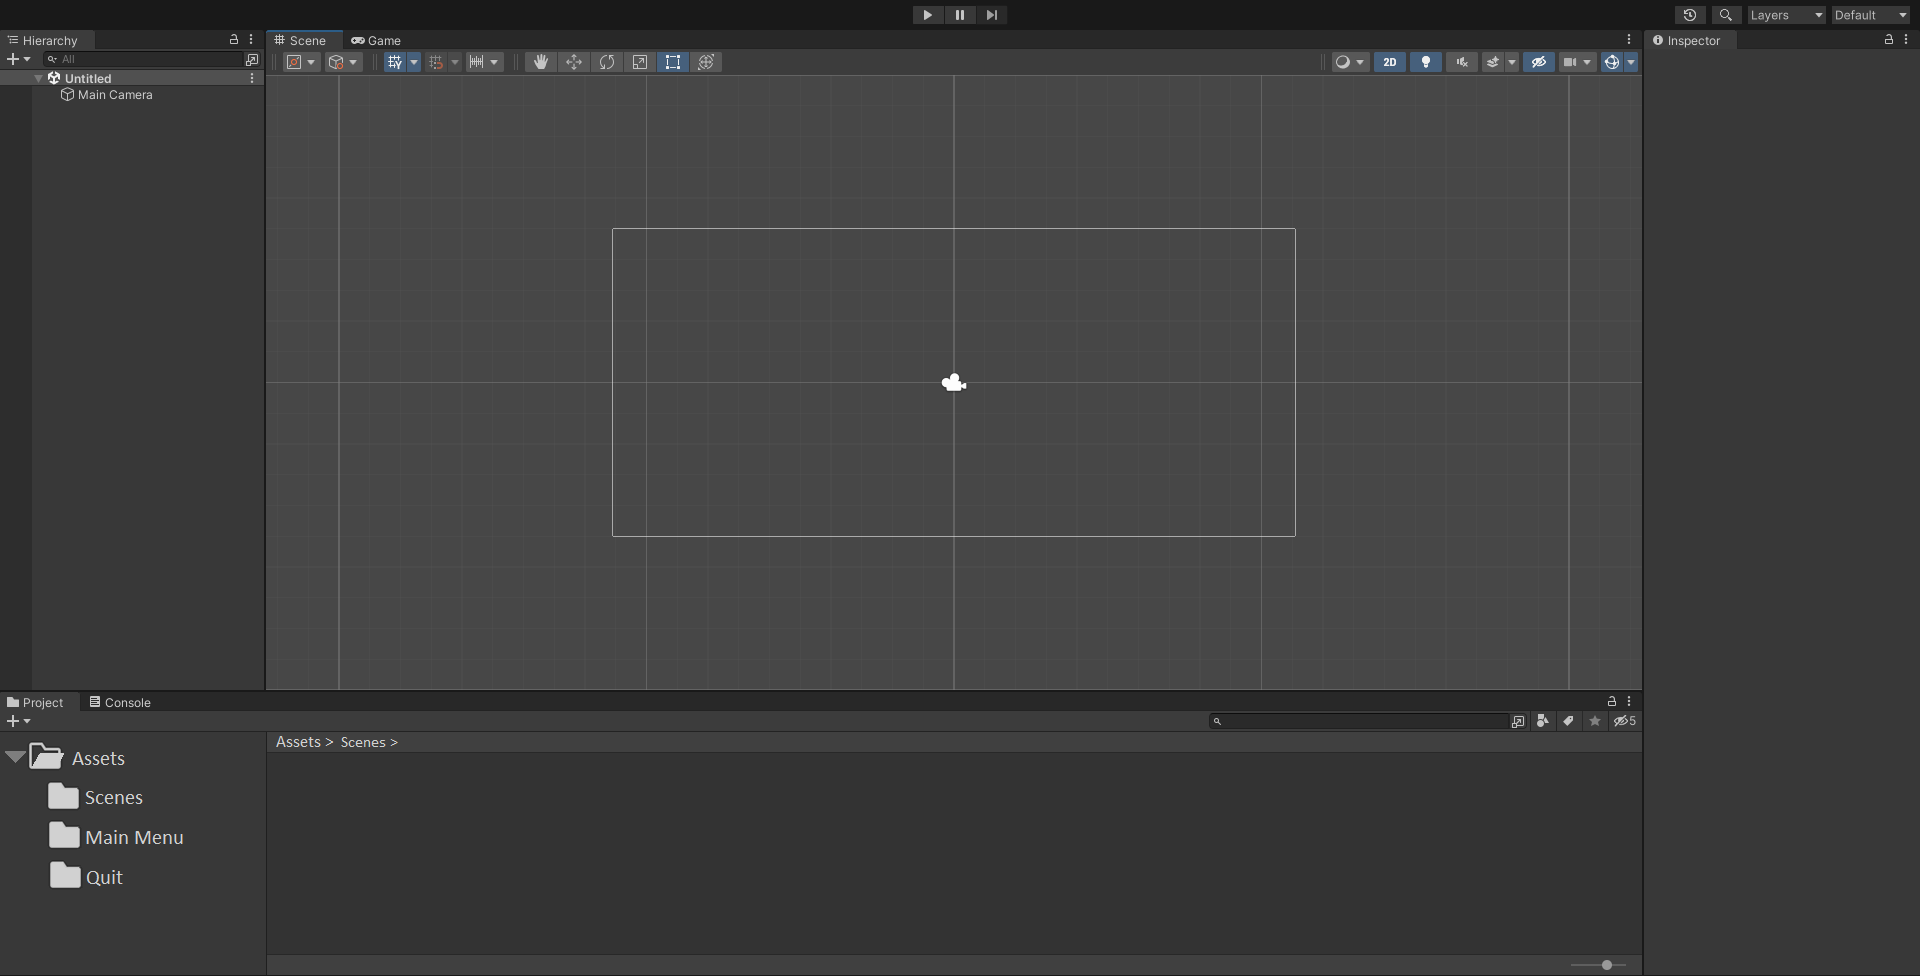 Layers
Default
Hierarchy
Scene
Game
Inspector
All
2D
Untitled
Main Camera
Project
Console
5
Assets > Scenes >
Assets
Scenes
Main Menu
Quit